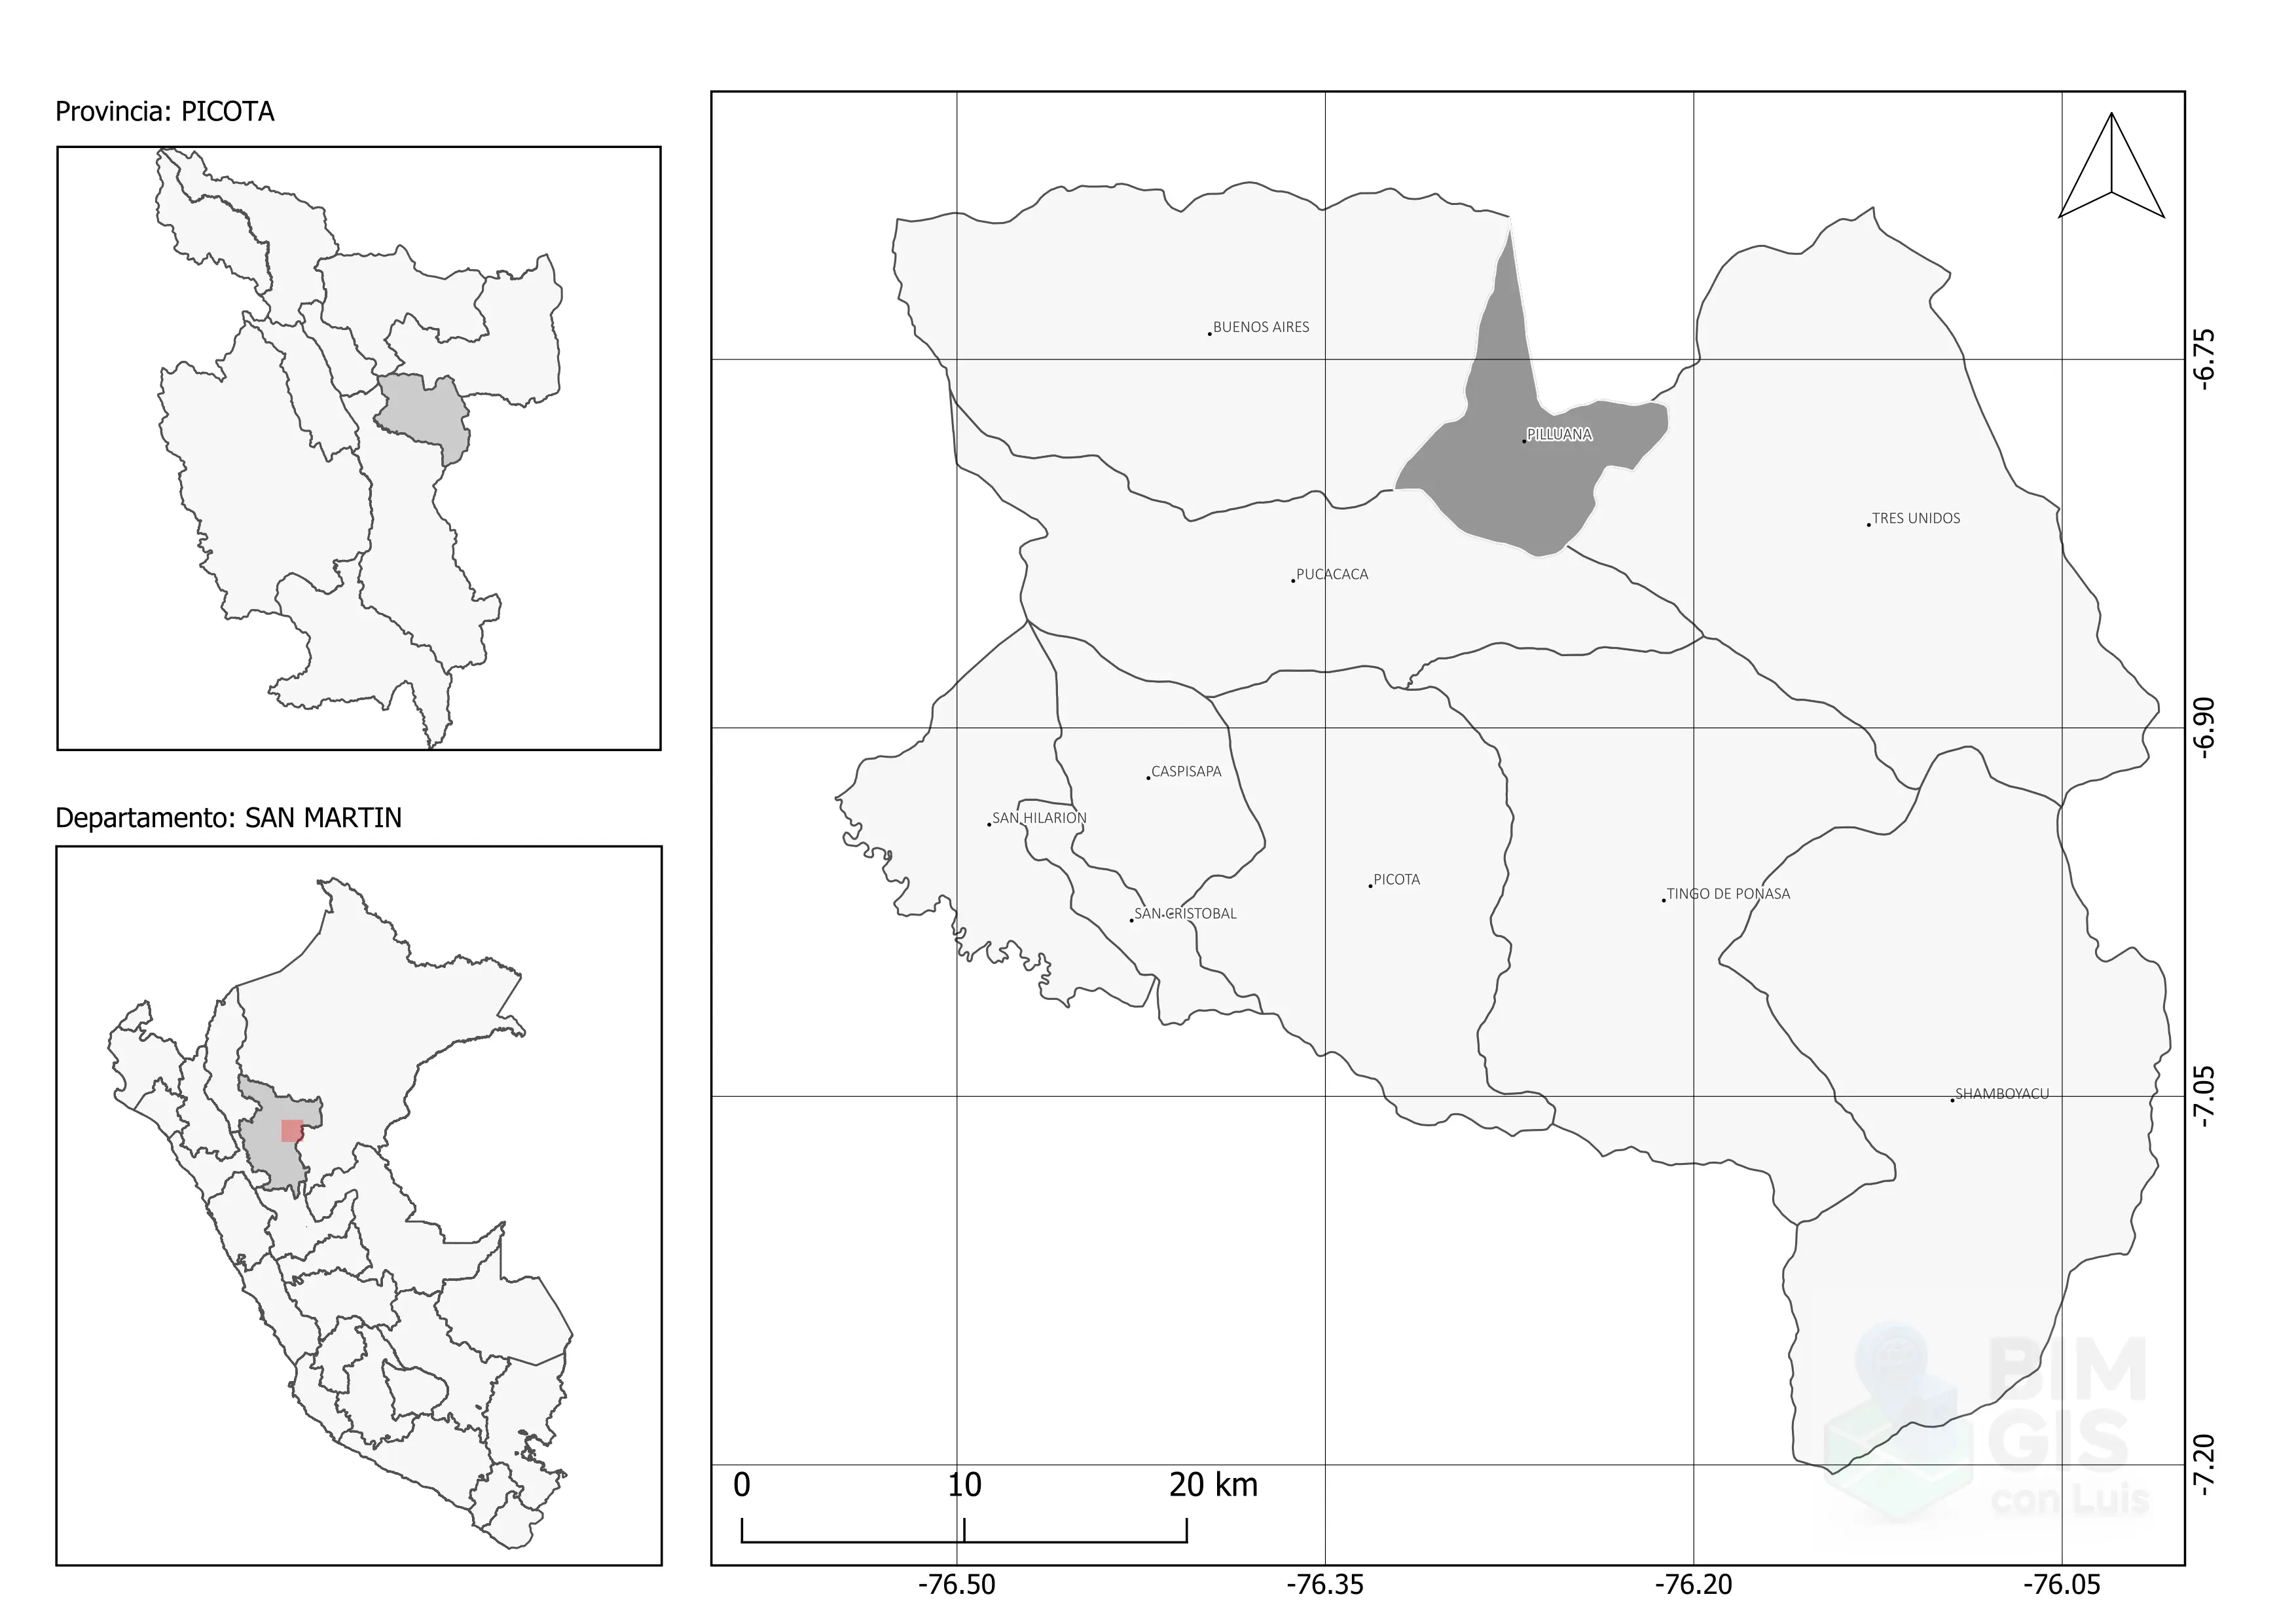 Provincia: PICOTA
Departamento: SAN MARTIN
BUENOS AIRES
PILLUANA
TRES UNIDOS
PUCACACA
CASPISAPA
SAN HILARION
PICOTA
TINGO DE PONASA
SAN CRISTOBAL
SHAMBOYACU
-6.75
-6.90
-7.05
-7.20
0 10 20 km
-76.50 -76.35 -76.20 -76.05
BIM
GIS
con Luis